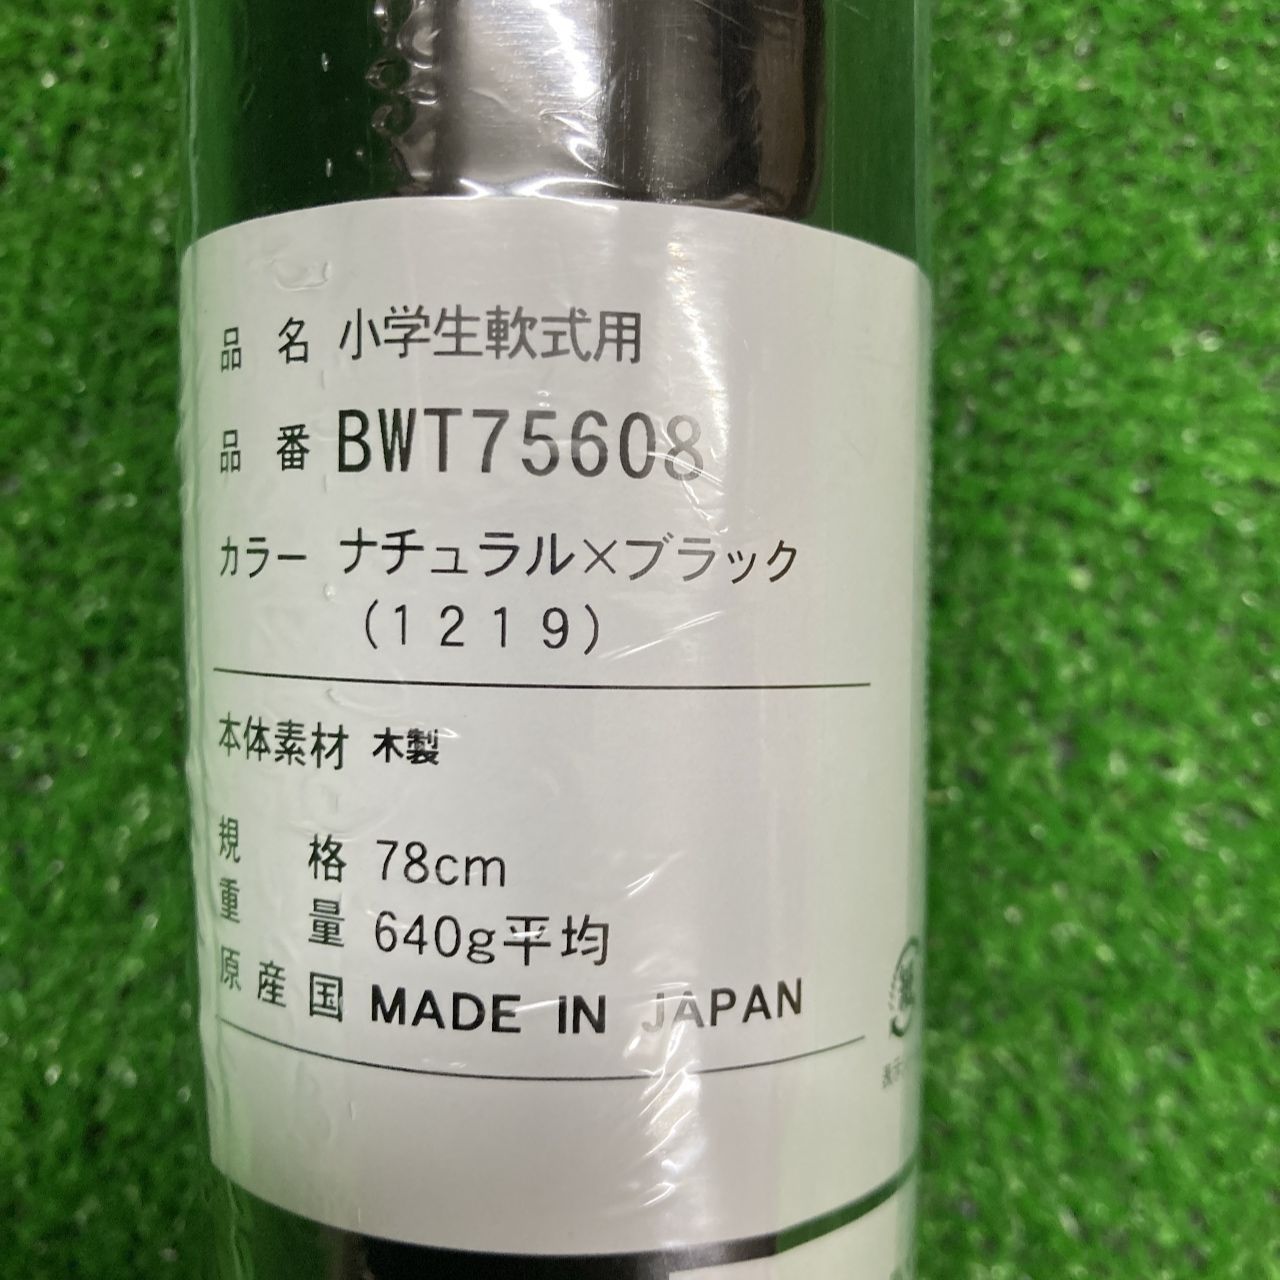 品名 小学生軟式用
品番 BWT75608
カラー ナチュラル×ブラック
(1219)
本体素材 木製
規格 78cm
重量 640g平均
原産国 MADE IN JAPAN